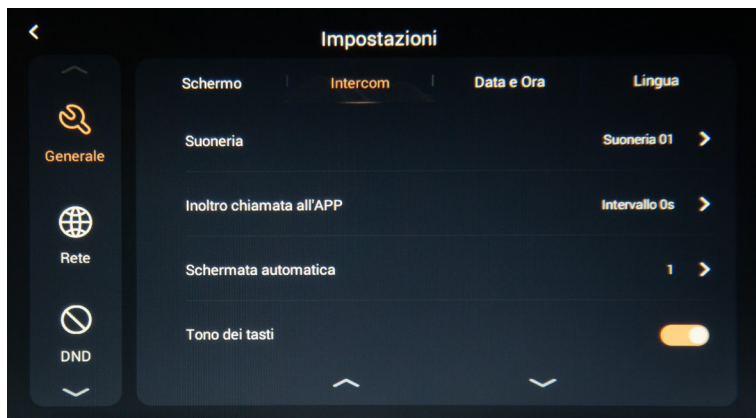 Impostazioni
Schermo Intercom Data e Ora Lingua
Generale
Rete
DND
Suoneria Suoneria 01
Inoltro chiamata all'APP Intervallo 0s
Schermata automatica 1
Tono dei tasti